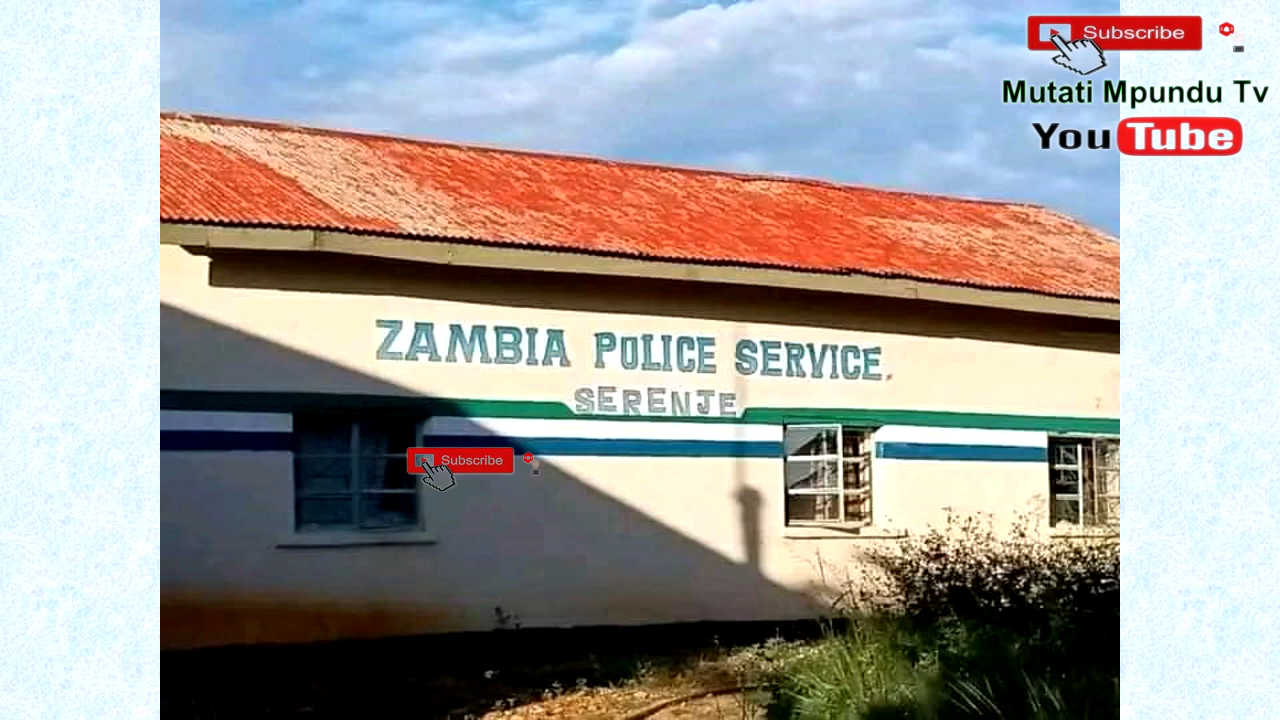 Subscribe
Mutati Mpundu Tv
YouTube
ZAMBIA POLICE SERVICE.
SERENJE
Subscribe